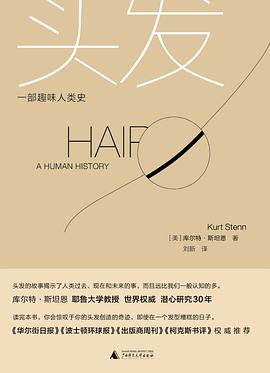 头发
一部趣味人类史
HAIR
A HUMAN HISTORY
Kurt Stenn
[美] 库尔特·斯坦恩 著
刘新 译
头发的故事揭示了人类过去、现在和未来的事，而且远比我们一般认知的多。
库尔特·斯坦恩 耶鲁大学教授 世界权威 潜心研究30年
读完本书，你会惊叹于你的头发创造的奇迹，即使在一个发型糟糕的日子。
《华尔街日报》《波士顿环球报》《出版商周刊》《柯克斯书评》权威推荐
广西师范大学出版社